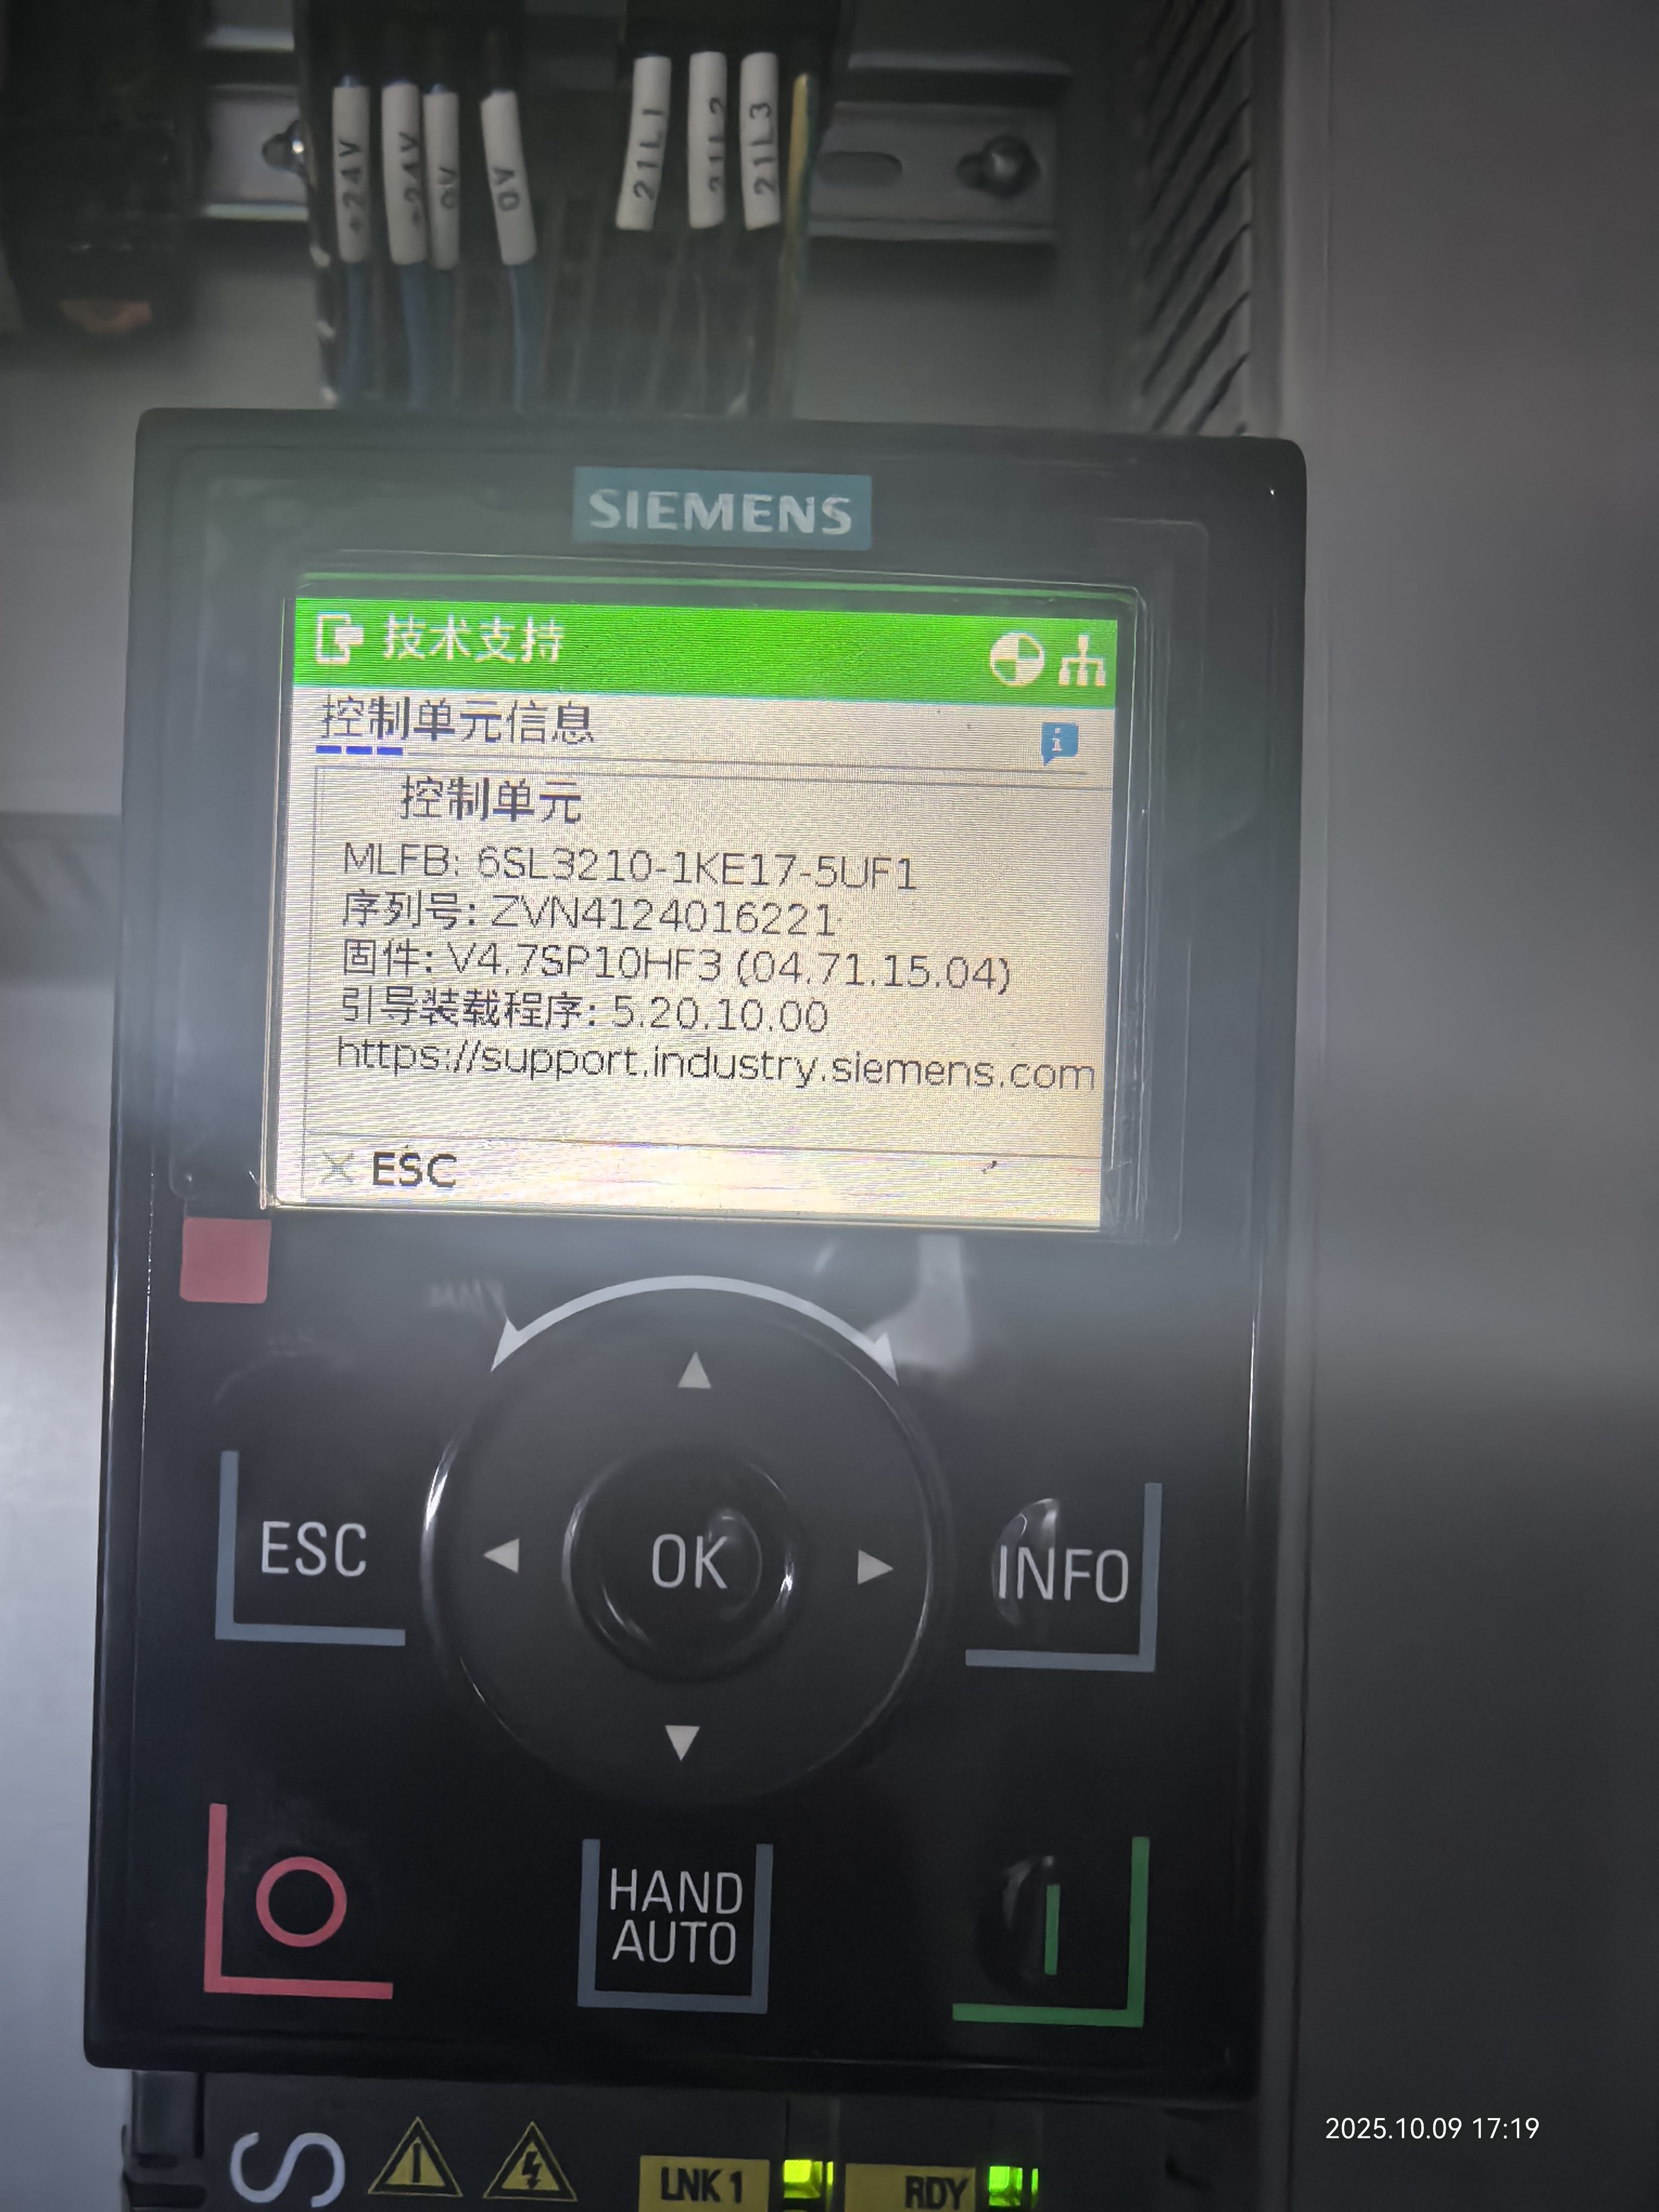 +24V
+24V
0V
0V
21L1
21L2
21L3
SIEMENS
技术支持
控制单元信息
i
控制单元
MLFB: 6SL3210-1KE17-5UF1
序列号: ZVN4124016221
固件: V4.7SP10HF3 (04.71.15.04)
引导装载程序: 5.20.10.00
https://support.industry.siemens.com
ESC
ESC
OK
INFO
HAND
AUTO
S
LNK 1
RDY
2025.10.09 17:19